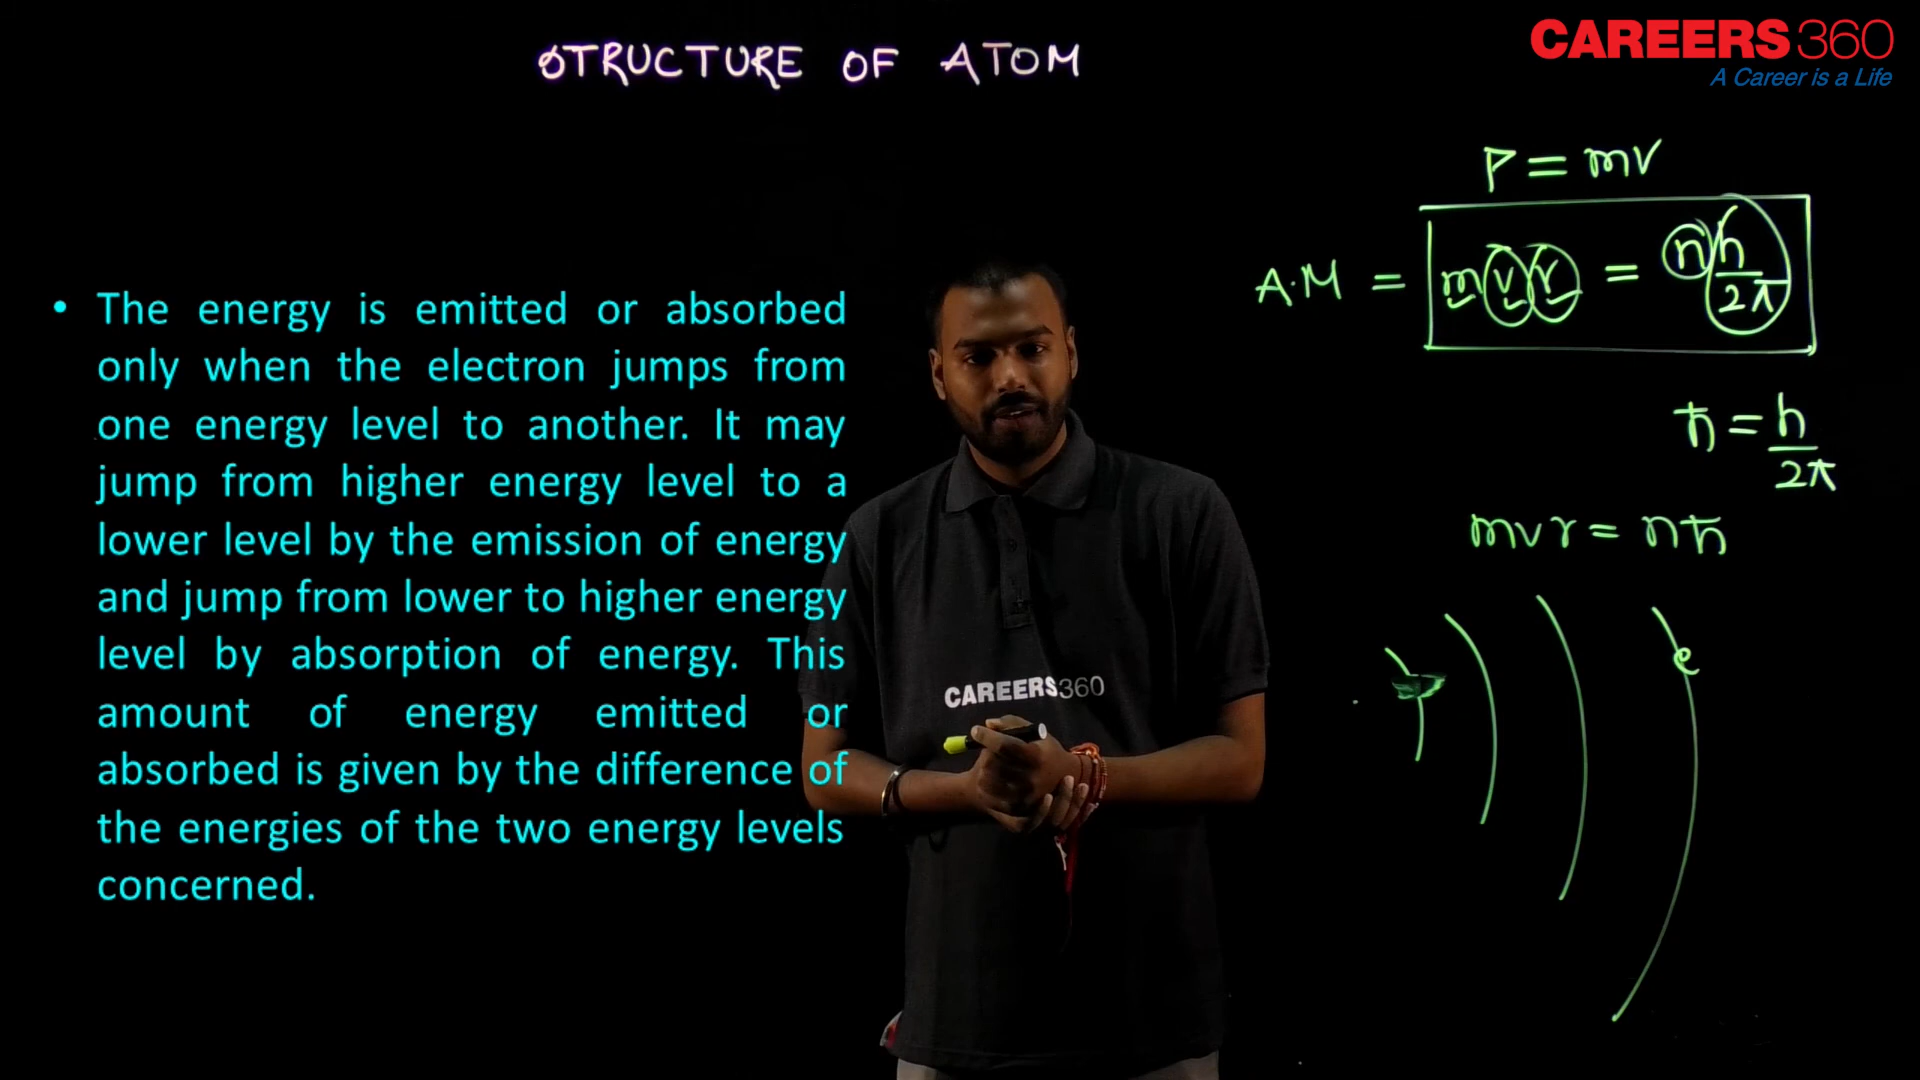 STRUCTURE OF ATOM
CAREERS360
A Career is a Life
• The energy is emitted or absorbed
only when the electron jumps from
one energy level to another. It may
jump from higher energy level to a
lower level by the emission of energy
and jump from lower to higher energy
level by absorption of energy. This
amount of energy emitted or
absorbed is given by the difference of
the energies of the two energy levels
concerned.
P = mv
A.M = mvr = nh/2π
ħ = h/2π
mvr = nħ
e
CAREERS360